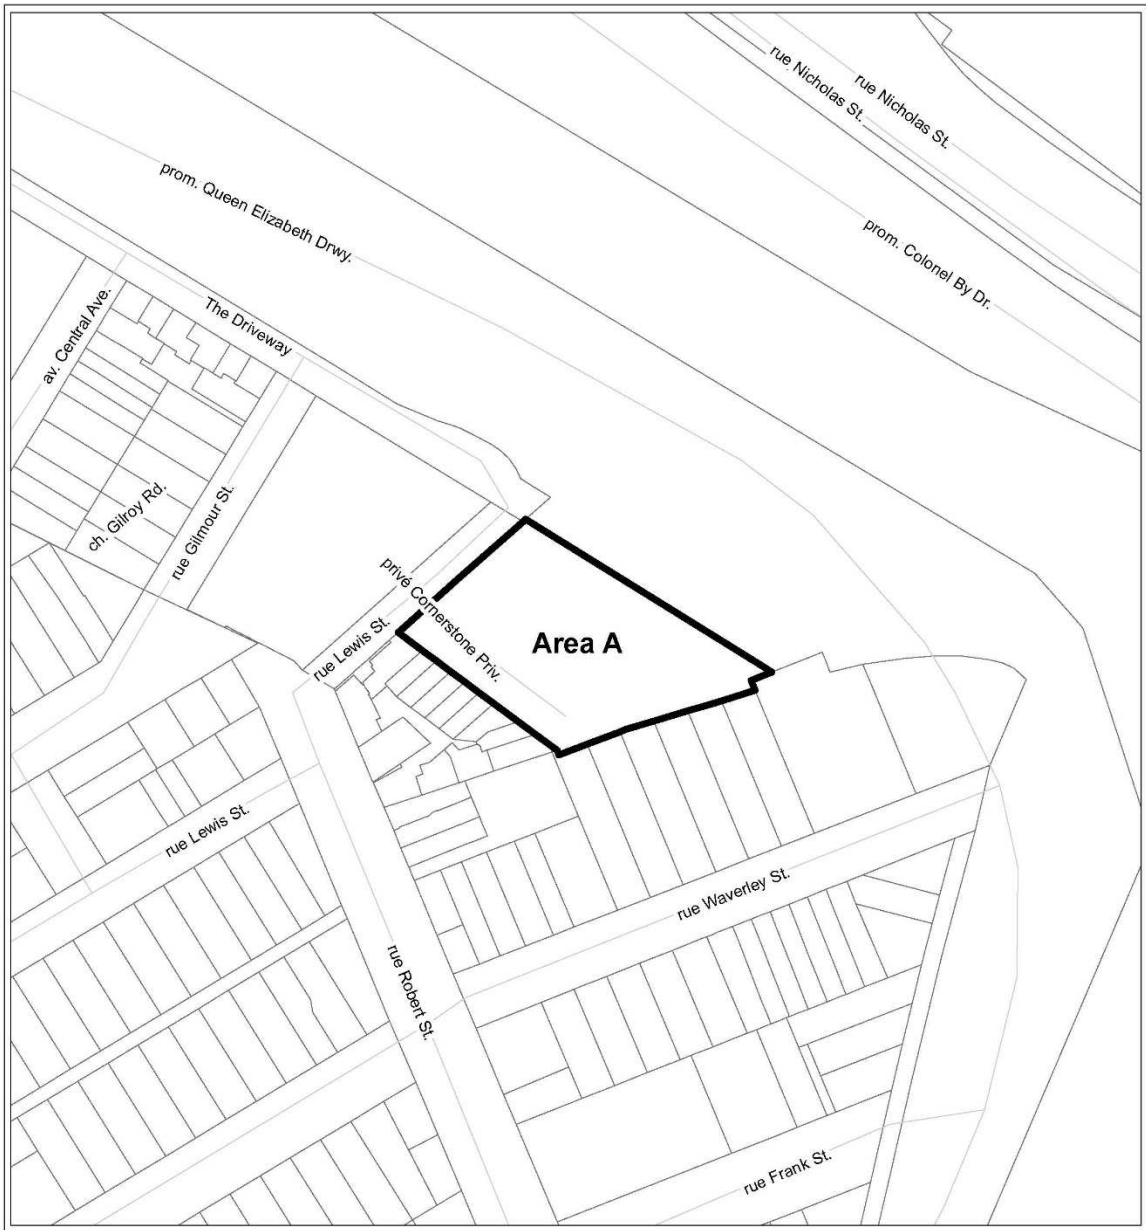 rue Nicholas St.
rue Nicholas St.
prom. Queen Elizabeth Drwy.
prom. Colonel By Dr.
av. Central Ave.
The Driveway
ch. Gilroy Rd.
rue Gilmour St.
privé Cornerstone Priv.
rue Lewis St.
Area A
rue Lewis St.
rue Waverley St.
rue Robert St.
rue Frank St.